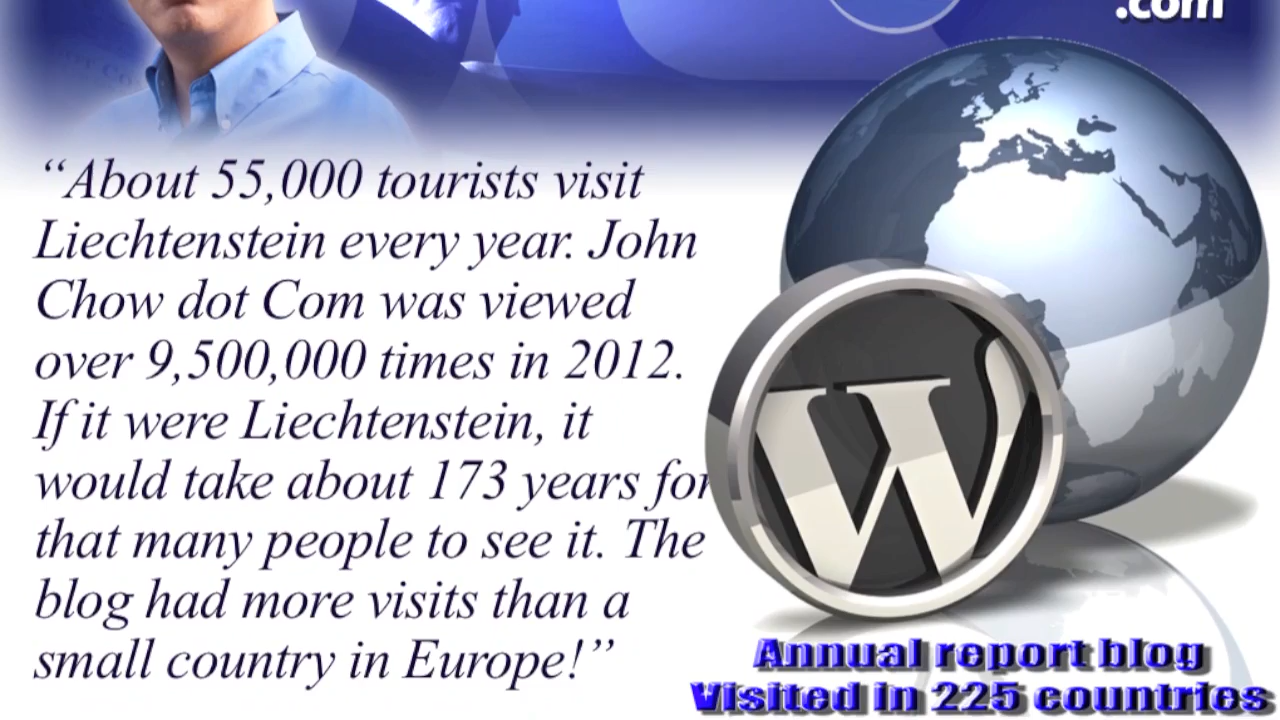 .com
“About 55,000 tourists visit
Liechtenstein every year. John
Chow dot Com was viewed
over 9,500,000 times in 2012.
If it were Liechtenstein, it
would take about 173 years for
that many people to see it. The
blog had more visits than a
small country in Europe!”
W
Annual report blog
Visited in 225 countries